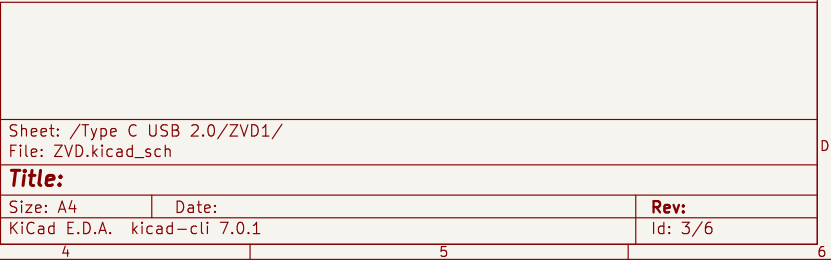 Sheet: /Type C USB 2.0/ZVD1/
File: ZVD.kicad_sch
D
Title:
Size: A4 Date: Rev:
KiCad E.D.A. kicad-cli 7.0.1 Id: 3/6
4 5 6